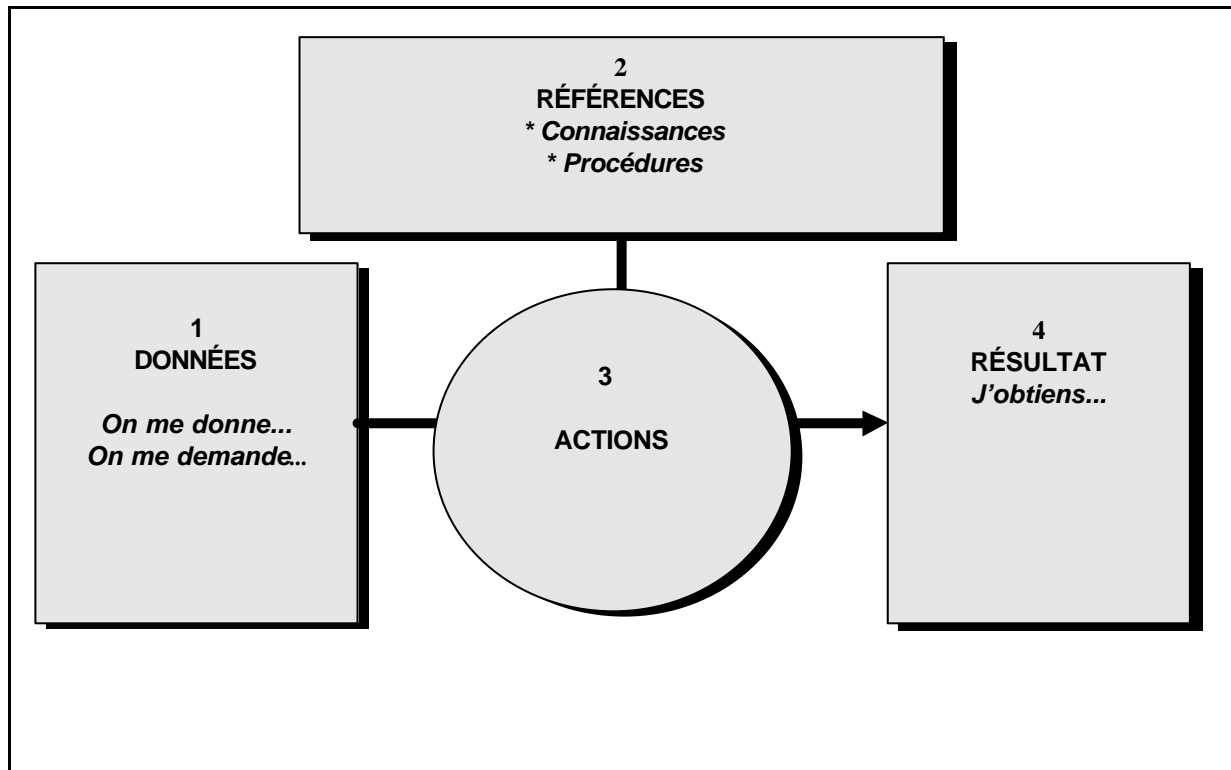 2
RÉFÉRENCES
* Connaissances
* Procédures
1
DONNÉES
On me donne...
On me demande...
3
ACTIONS
4
RÉSULTAT
J'obtiens...